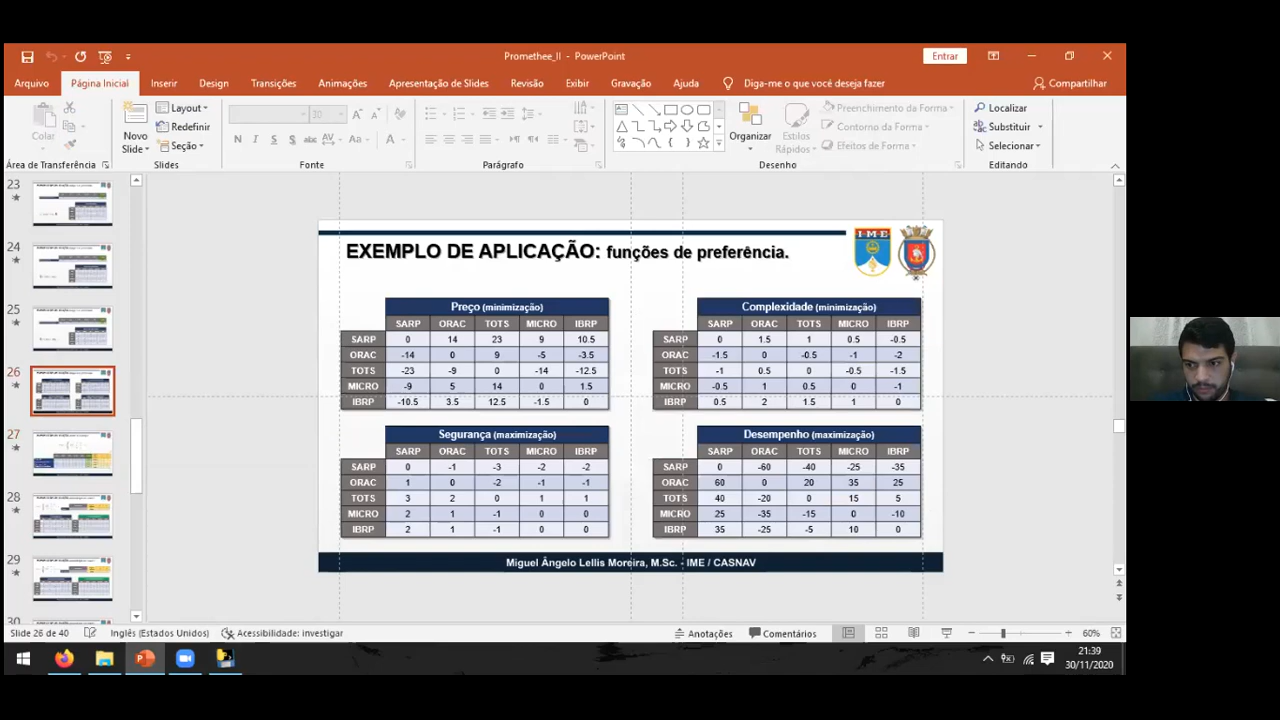 Promethee_II - PowerPoint
Entrar
Arquivo Página Inicial Inserir Design Transições Animações Apresentação de Slides Revisão Exibir Gravação Ajuda Diga-me o que você deseja fazer Compartilhar
Colar
Novo Slide
Layout
Redefinir
Seção
30
Organizar
Estilos Rápidos
Preenchimento da Forma
Contorno da Forma
Efeitos de Forma
Localizar
Substituir
Selecionar
Área de Transferência Slides Fonte Parágrafo Desenho Editando
23
24
25
26
27
28
29
30
EXEMPLO DE APLICAÇÃO: funções de preferência.
IME
Preço (minimização)
SARP ORAC TOTS MICRO IBRP
SARP 0 14 23 9 10.5
ORAC -14 0 9 -5 -3.5
TOTS -23 -9 0 -14 -12.5
MICRO -9 5 14 0 1.5
IBRP -10.5 3.5 12.5 -1.5 0
Complexidade (minimização)
SARP ORAC TOTS MICRO IBRP
SARP 0 1.5 1 0.5 -0.5
ORAC -1.5 0 -0.5 -1 -2
TOTS -1 0.5 0 -0.5 -1.5
MICRO -0.5 1 0.5 0 -1
IBRP 0.5 2 1.5 1 0
Segurança (maximização)
SARP ORAC TOTS MICRO IBRP
SARP 0 -1 -3 -2 -2
ORAC 1 0 -2 -1 -1
TOTS 3 2 0 1 1
MICRO 2 1 -1 0 0
IBRP 2 1 -1 0 0
Desempenho (maximização)
SARP ORAC TOTS MICRO IBRP
SARP 0 -60 -40 -25 -35
ORAC 60 0 20 35 25
TOTS 40 -20 0 15 5
MICRO 25 -35 -15 0 -10
IBRP 35 -25 -5 10 0
Miguel Ângelo Lellis Moreira, M.Sc. - IME / CASNAV
Slide 26 de 40 Inglês (Estados Unidos) Acessibilidade: investigar Anotações Comentários 60%
21:39
30/11/2020